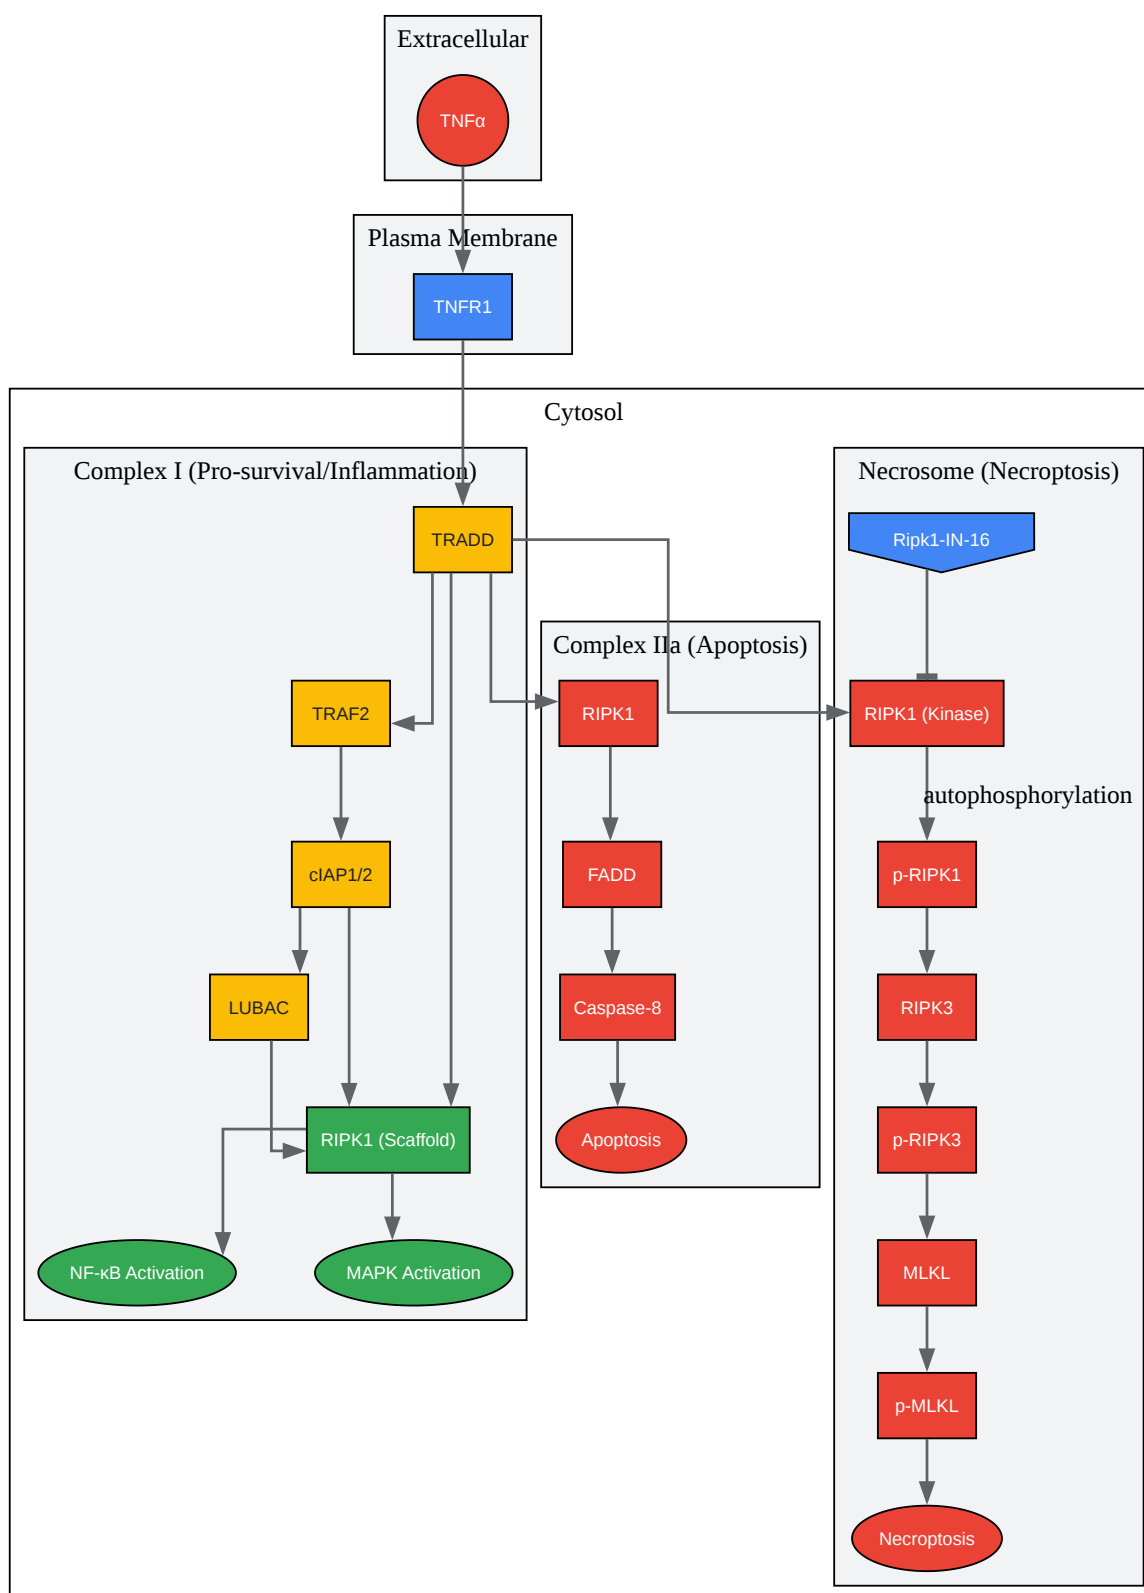 Extracellular
TNFα
Plasma Membrane
TNFR1
Cytosol
Complex I (Pro-survival/Inflammation)
TRADD
TRAF2
cIAP1/2
LUBAC
RIPK1 (Scaffold)
NF-κB Activation
MAPK Activation
Complex IIa (Apoptosis)
RIPK1
FADD
Caspase-8
Apoptosis
Necrosome (Necroptosis)
Ripk1-IN-16
RIPK1 (Kinase)
autophosphorylation
p-RIPK1
RIPK3
p-RIPK3
MLKL
p-MLKL
Necroptosis